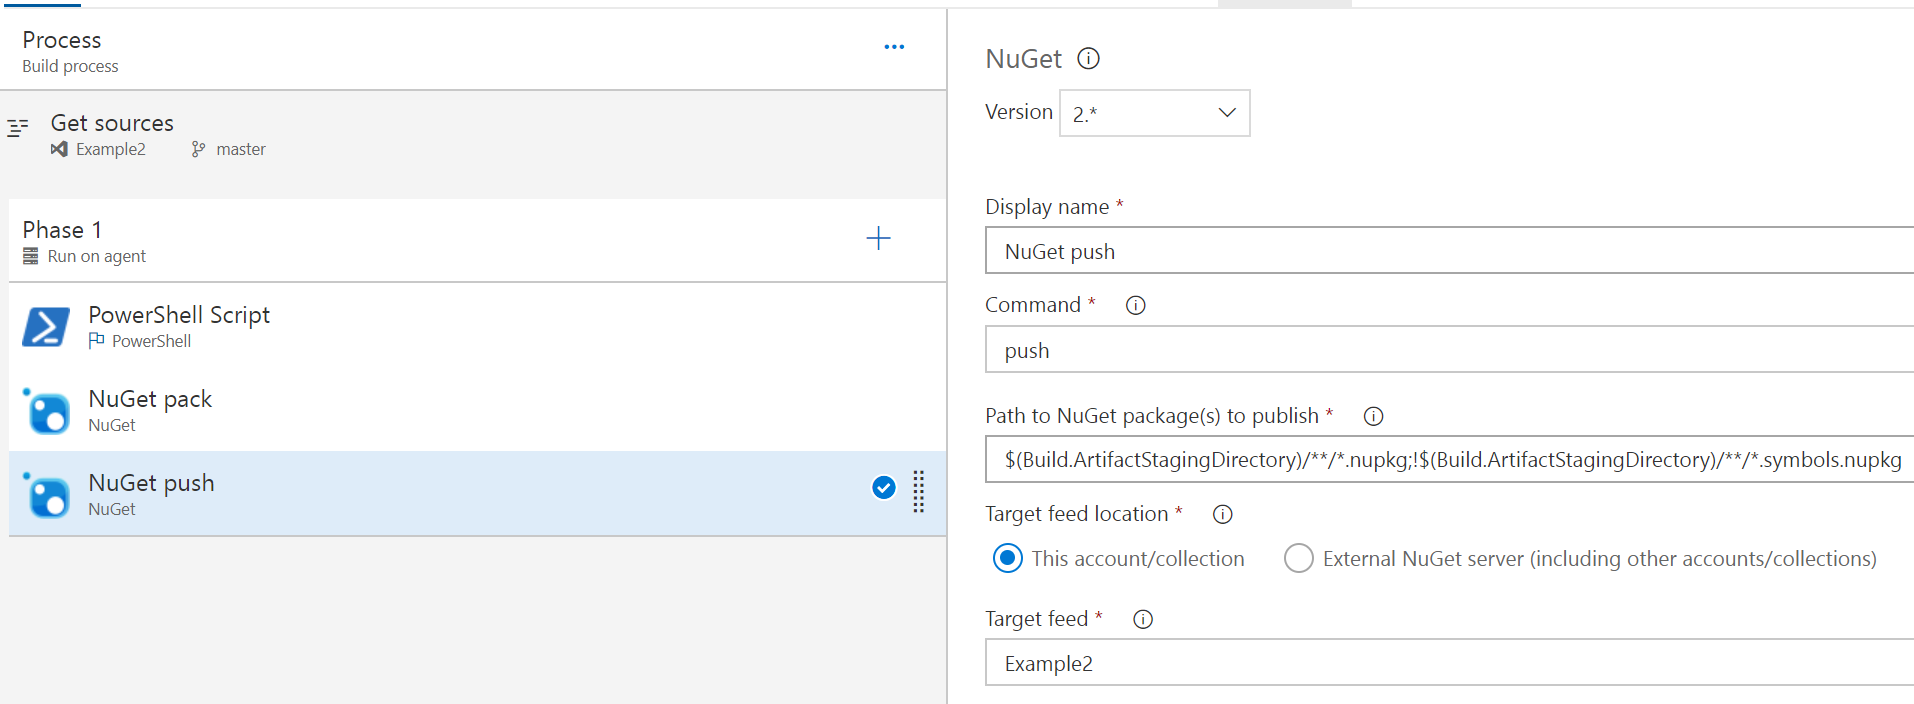 Process
Build process
Get sources
Example2 master
Phase 1
Run on agent
PowerShell Script
PowerShell
NuGet pack
NuGet
NuGet push
NuGet
NuGet
Version 2.*
Display name *
NuGet push
Command *
push
Path to NuGet package(s) to publish *
$(Build.ArtifactStagingDirectory)/**/*.nupkg;!$(Build.ArtifactStagingDirectory)/**/*.symbols.nupkg
Target feed location *
This account/collection External NuGet server (including other accounts/collections)
Target feed *
Example2